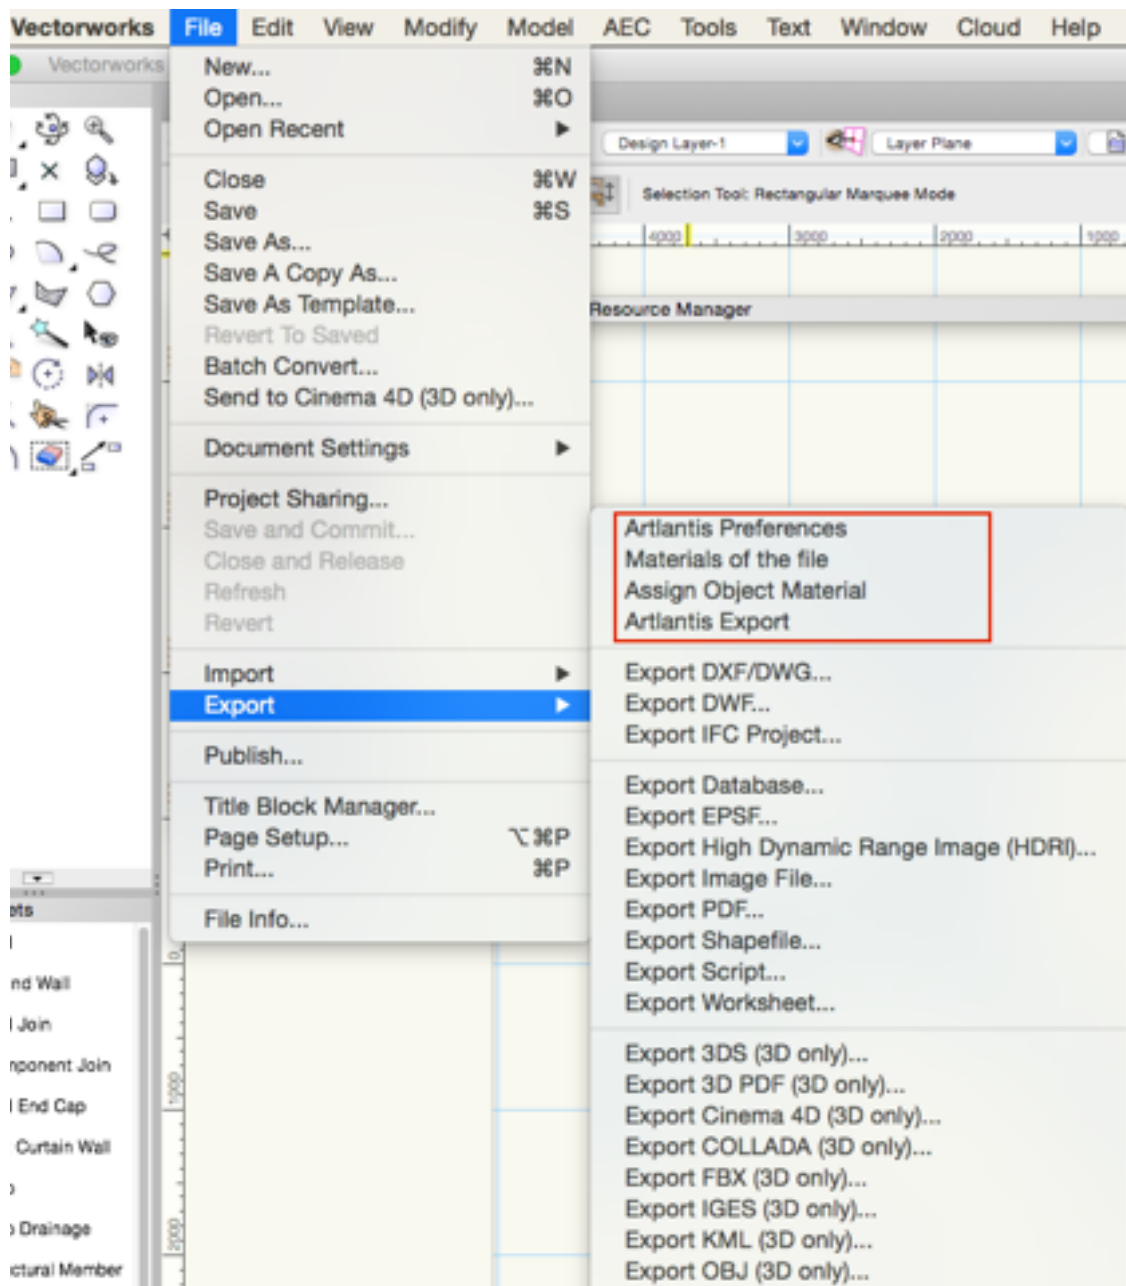 Vectorworks File Edit View Modify Model AEC Tools Text Window Cloud Help
Vectorworks
New... ⌘N
Open... ⌘O
Open Recent ▶
Close ⌘W
Save ⌘S
Save As...
Save A Copy As...
Save As Template...
Revert To Saved
Batch Convert...
Send to Cinema 4D (3D only)...
Document Settings ▶
Project Sharing...
Save and Commit...
Close and Release
Refresh
Revert
Import ▶
Export ▶
Publish...
Title Block Manager...
Page Setup... ⌥⌘P
Print... ⌘P
File Info...
Design Layer-1 Layer Plane
Selection Tool: Rectangular Marquee Mode
4000 3000 2000 1000
Resource Manager
Artlantis Preferences
Materials of the file
Assign Object Material
Artlantis Export
Export DXF/DWG...
Export DWF...
Export IFC Project...
Export Database...
Export EPSF...
Export High Dynamic Range Image (HDRI)...
Export Image File...
Export PDF...
Export Shapefile...
Export Script...
Export Worksheet...
Export 3DS (3D only)...
Export 3D PDF (3D only)...
Export Cinema 4D (3D only)...
Export COLLADA (3D only)...
Export FBX (3D only)...
Export IGES (3D only)...
Export KML (3D only)...
Export OBJ (3D only)...
ets
nd Wall
Join
nponent Join
End Cap
Curtain Wall
Drainage
ctural Member
0
1000
2000